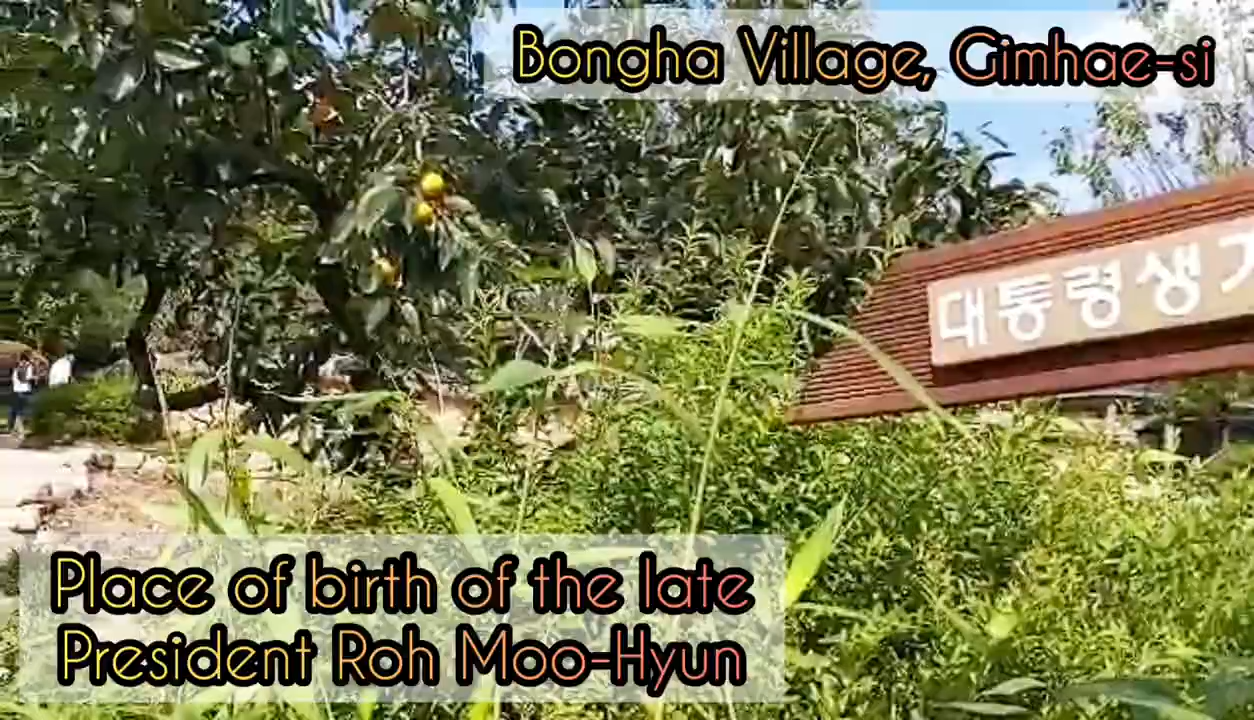 Bongha Village, Gimhae-si
대통령 생
Place of birth of the late
President Roh Moo-Hyun